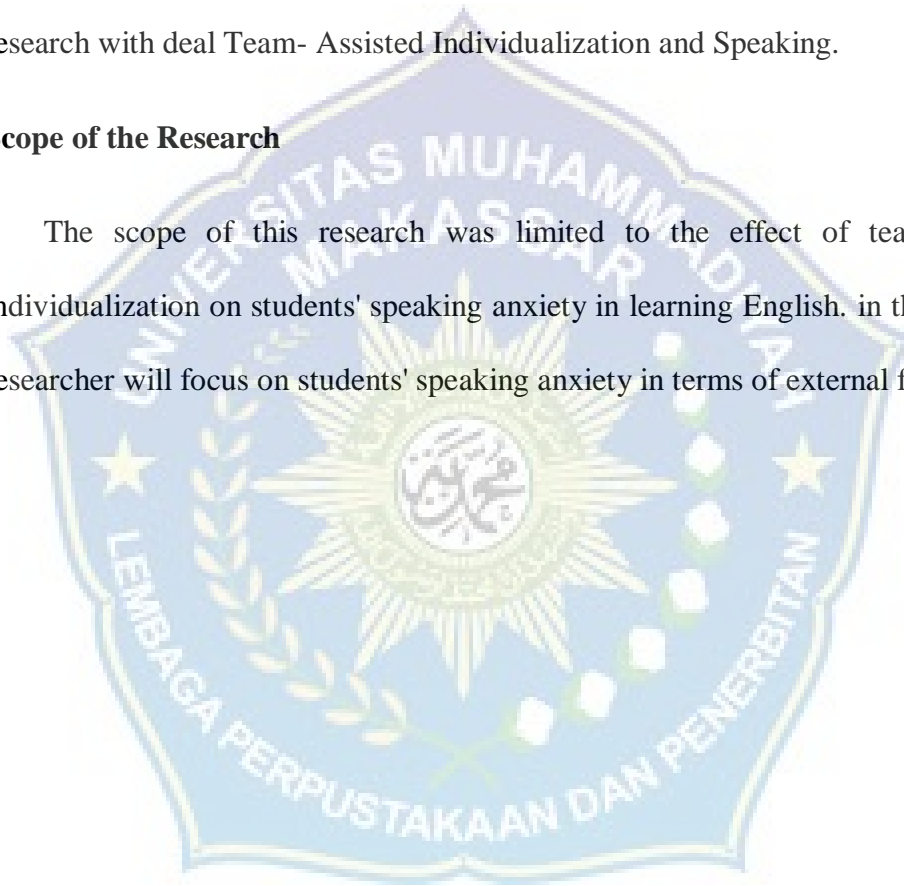 esearch with deal Team- Assisted Individualization and Speaking.
cope of the Research
The scope of this research was limited to the effect of tea
ndividualization on students' speaking anxiety in learning English. in th
esearcher will focus on students' speaking anxiety in terms of external f
UNIVERSITAS MUHAMMADIYAH
MAKASSAR
LEMBAGA PERPUSTAKAAN DAN PENERBITAN